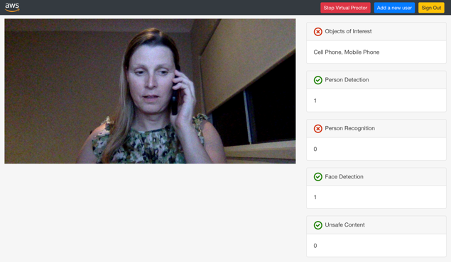 aws
Stop Virtual Proctor
Add a new user
Sign Out
Objects of Interest
Cell Phone, Mobile Phone
Person Detection
1
Person Recognition
0
Face Detection
1
Unsafe Content
0